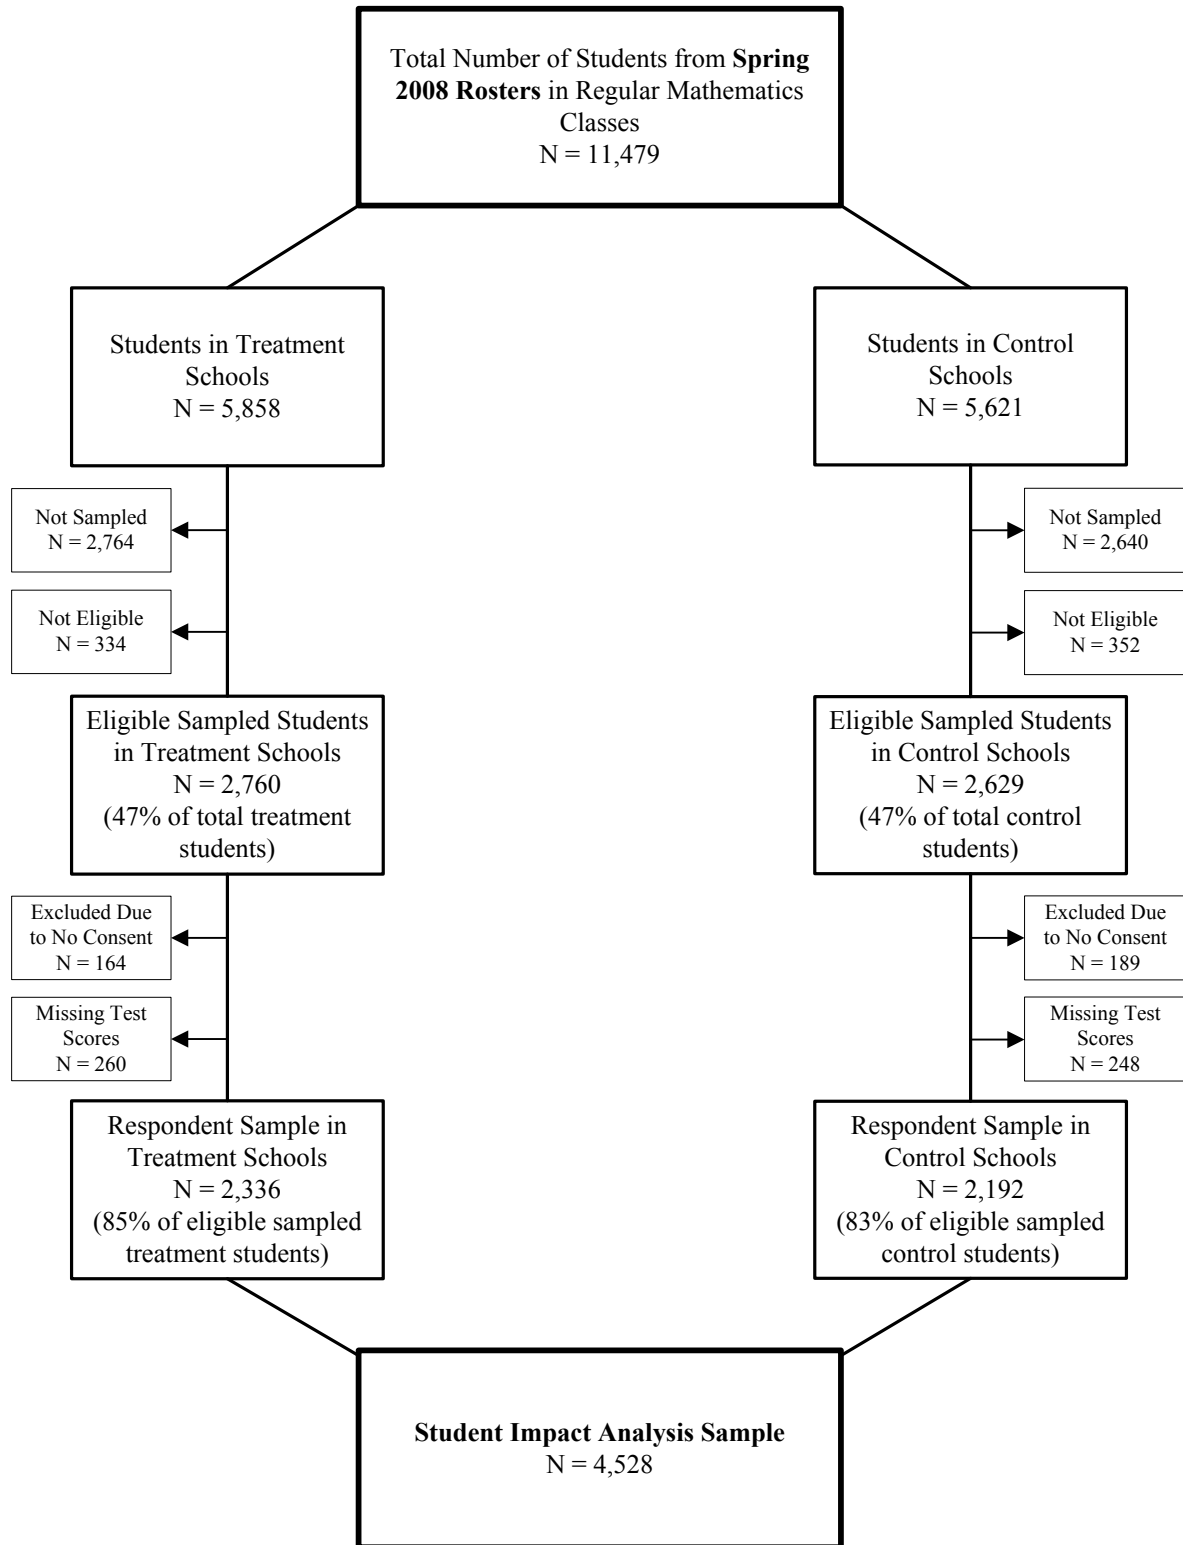 Total Number of Students from Spring
2008 Rosters in Regular Mathematics
Classes
N = 11,479
Students in Treatment
Schools
N = 5,858
Students in Control
Schools
N = 5,621
Not Sampled
N = 2,764
Not Sampled
N = 2,640
Not Eligible
N = 334
Not Eligible
N = 352
Eligible Sampled Students
in Treatment Schools
N = 2,760
(47% of total treatment
students)
Eligible Sampled Students
in Control Schools
N = 2,629
(47% of total control
students)
Excluded Due
to No Consent
N = 164
Excluded Due
to No Consent
N = 189
Missing Test
Scores
N = 260
Missing Test
Scores
N = 248
Respondent Sample in
Treatment Schools
N = 2,336
(85% of eligible sampled
treatment students)
Respondent Sample in
Control Schools
N = 2,192
(83% of eligible sampled
control students)
Student Impact Analysis Sample
N = 4,528